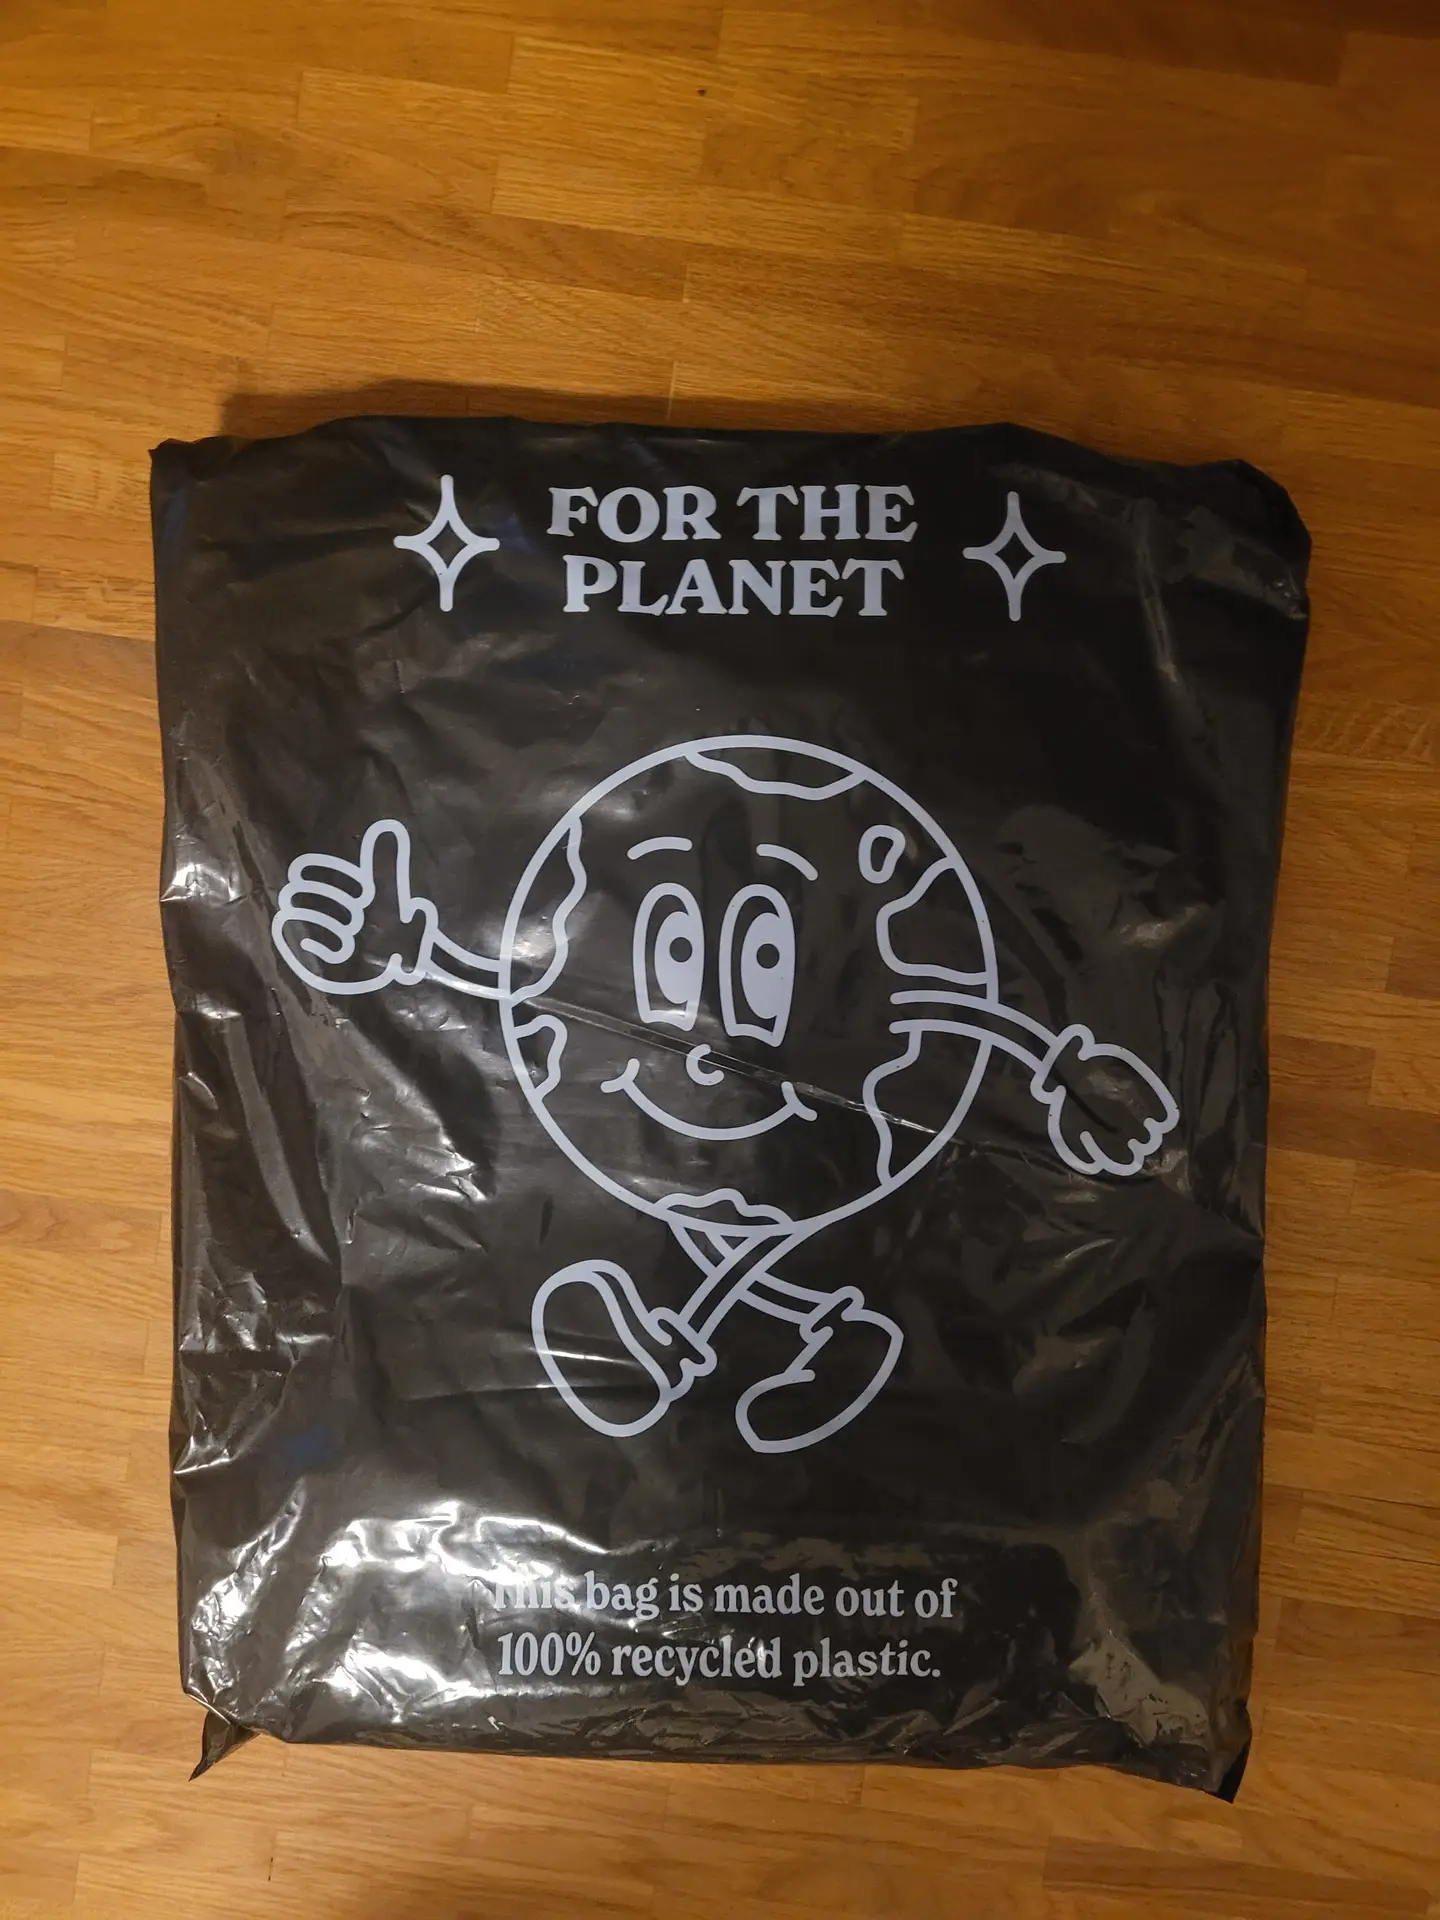 FOR THE
PLANET
This bag is made out of
100% recycled plastic.